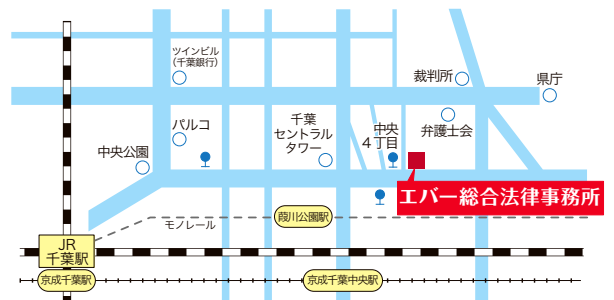 ツインビル
(千葉銀行)
裁判所
県庁
パルコ
千葉
セントラル
タワー
中央
4丁目
弁護士会
中央公園
エバー総合法律事務所
葭川公園駅
モノレール
JR
千葉駅
京成千葉駅
京成千葉中央駅